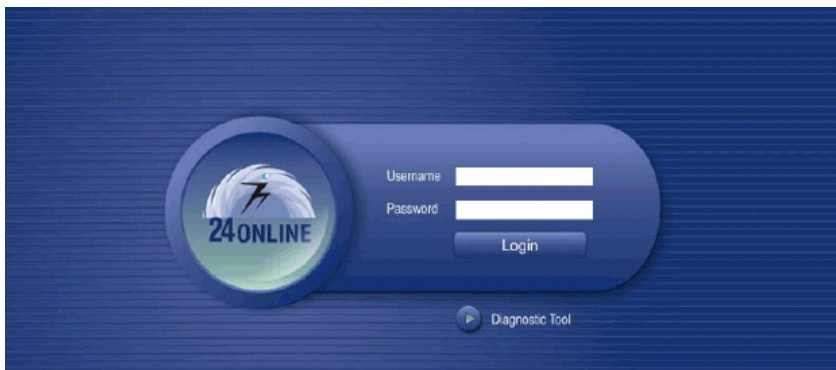 Username
Password
24ONLINE
Login
Diagnostic Tool